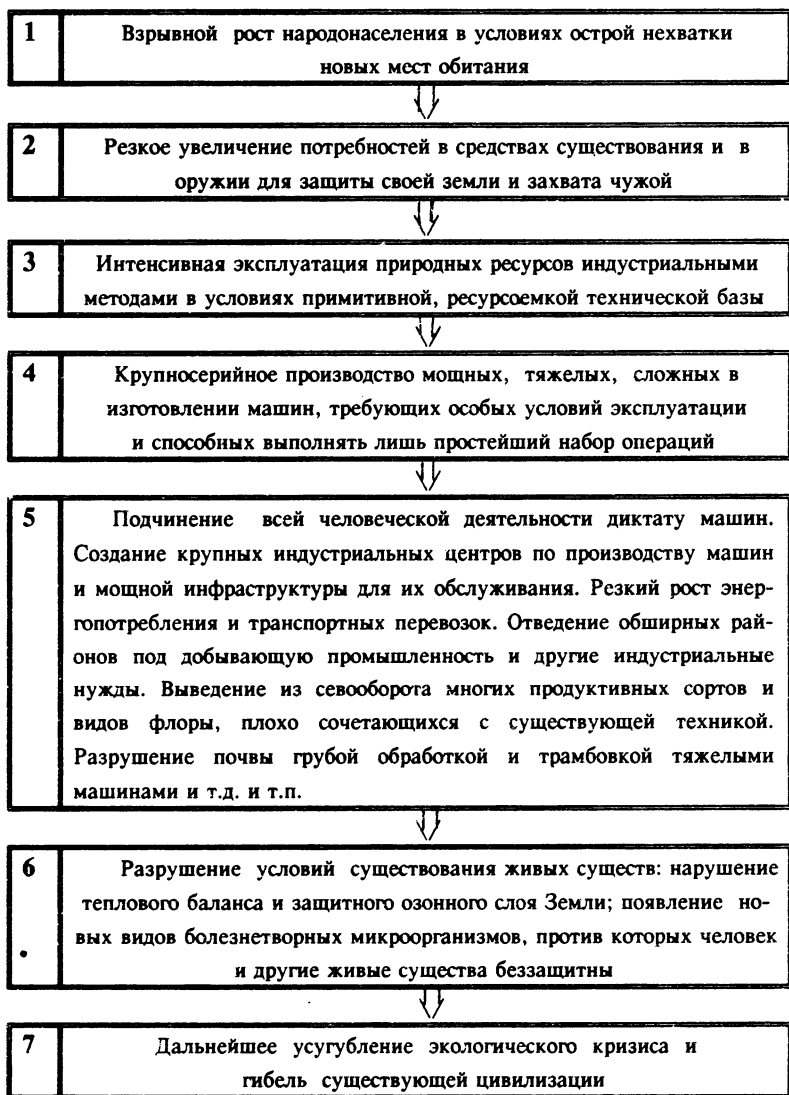 1 Взрывной рост народонаселения в условиях острой нехватки
новых мест обитания
2 Резкое увеличение потребностей в средствах существования и в
оружии для защиты своей земли и захвата чужой
3 Интенсивная эксплуатация природных ресурсов индустриальными
методами в условиях примитивной, ресурсоемкой технической базы
4 Крупносерийное производство мощных, тяжелых, сложных в
изготовлении машин, требующих особых условий эксплуатации
и способных выполнять лишь простейший набор операций
5 Подчинение всей человеческой деятельности диктату машин.
Создание крупных индустриальных центров по производству машин
и мощной инфраструктуры для их обслуживания. Резкий рост энер-
гопотребления и транспортных перевозок. Отведение обширных рай-
онов под добывающую промышленность и другие индустриальные
нужды. Выведение из севооборота многих продуктивных сортов и
видов флоры, плохо сочетающихся с существующей техникой.
Разрушение почвы грубой обработкой и трамбовкой тяжелыми
машинами и т.д. и т.п.
6 Разрушение условий существования живых существ: нарушение
теплового баланса и защитного озонного слоя Земли; появление но-
вых видов болезнетворных микроорганизмов, против которых человек
и другие живые существа беззащитны
7 Дальнейшее усугубление экологического кризиса и
гибель существующей цивилизации